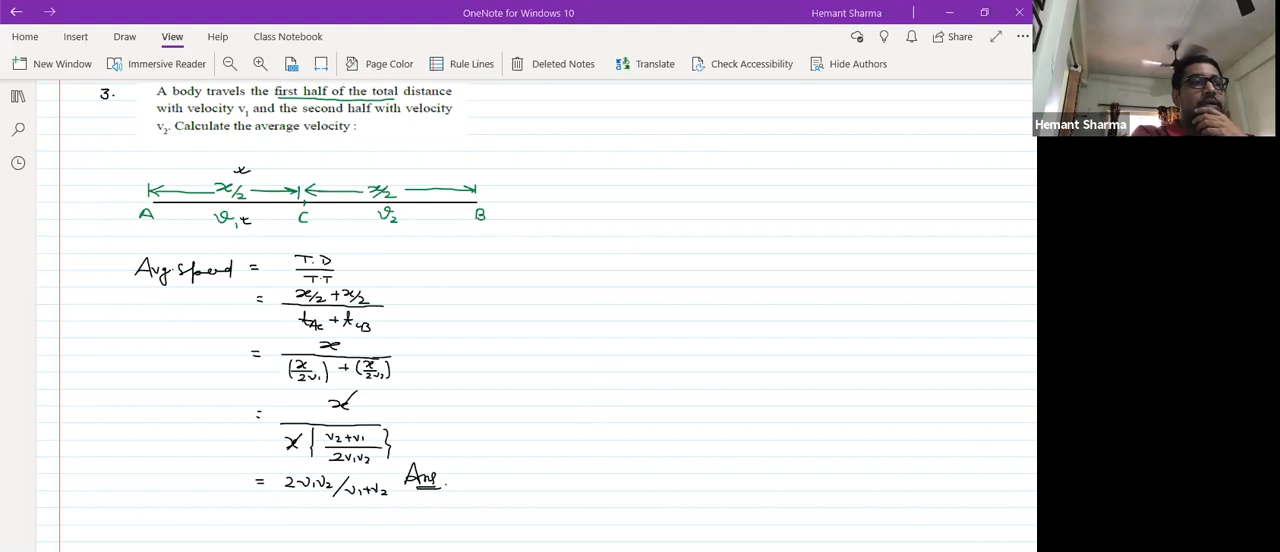 OneNote for Windows 10
Hemant Sharma
Home Insert Draw View Help Class Notebook Share
New Window Immersive Reader Page Color Rule Lines Deleted Notes Translate Check Accessibility Hide Authors
3. A body travels the first half of the total distance
with velocity v₁ and the second half with velocity
v₂. Calculate the average velocity :
x
x/2 x/2
A v₁t C v₂ B
Avg. speed = T.D / T.T
= x/2 + x/2 / t_AC + t_CB
= x / (x/2v₁) + (x/2v₂)
= x / x { v₂+v₁ / 2v₁v₂ }
= 2v₁v₂/v₁+v₂ Ans.
Hemant Sharma